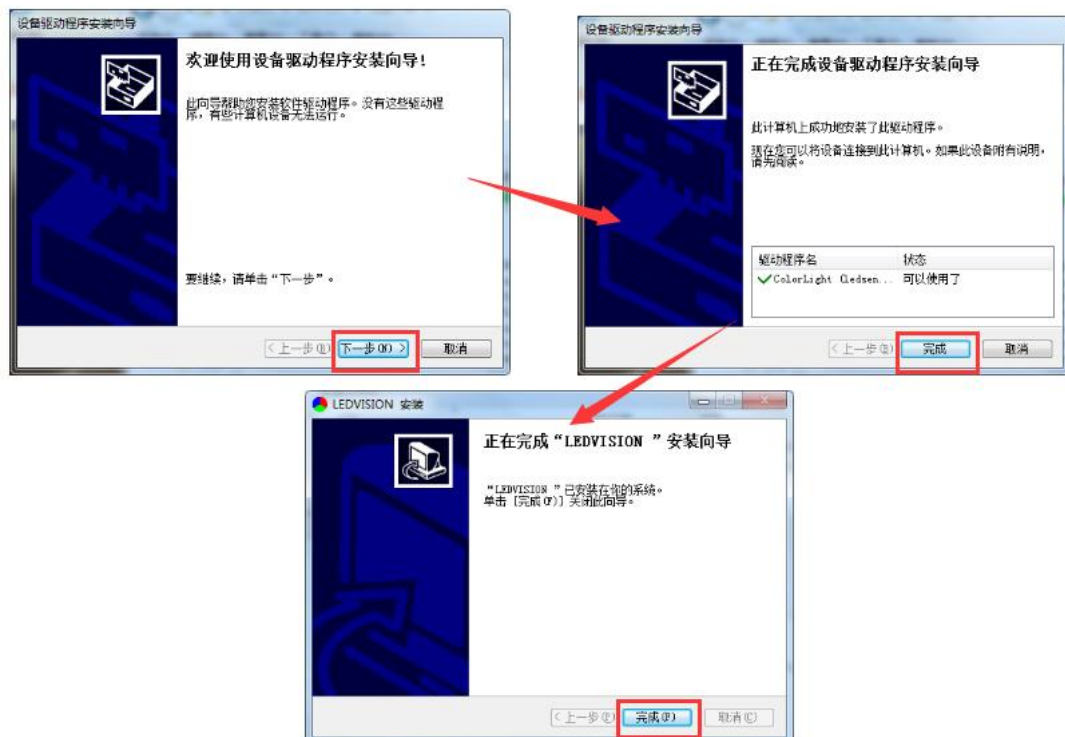 设备驱动程序安装向导
欢迎使用设备驱动程序安装向导!
此向导帮助您安装软件驱动程序。没有这些驱动程
序，有些计算机设备无法运行。
要继续，请单击“下一步”。
<上一步(B) 下一步(N) > 取消
设备驱动程序安装向导
正在完成设备驱动程序安装向导
此计算机上成功地安装了此驱动程序。
现在您可以将设备连接到此计算机。如果此设备附有说明，
请先阅读。
驱动程序名 状态
ColorLight (ledsen... 可以使用了
<上一步(B) 完成 取消
LEDVISION 安装
正在完成“LEDVISION ”安装向导
“LEDVISION ”已安装在你的系统。
单击 [完成(F)] 关闭此向导。
<上一步(P) 完成(F) 取消(C)